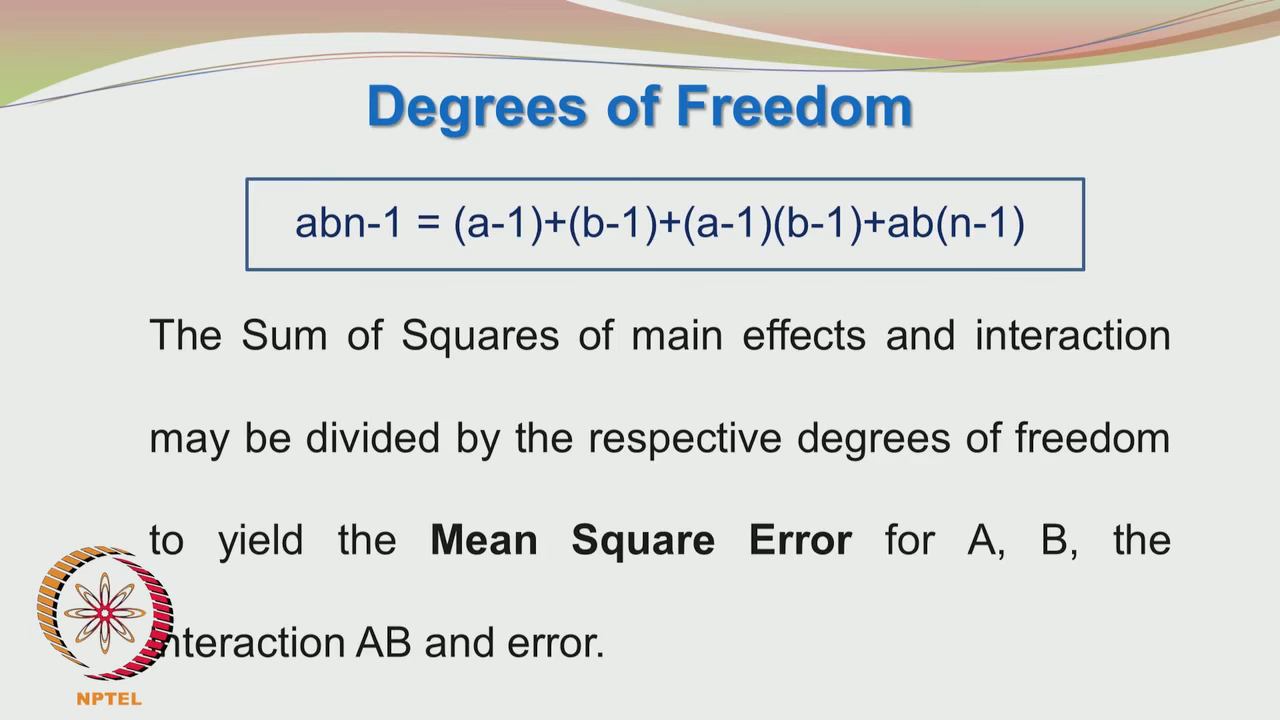 Degrees of Freedom
abn-1 = (a-1)+(b-1)+(a-1)(b-1)+ab(n-1)
The Sum of Squares of main effects and interaction
may be divided by the respective degrees of freedom
to yield the Mean Square Error for A, B, the
interaction AB and error.
NPTEL